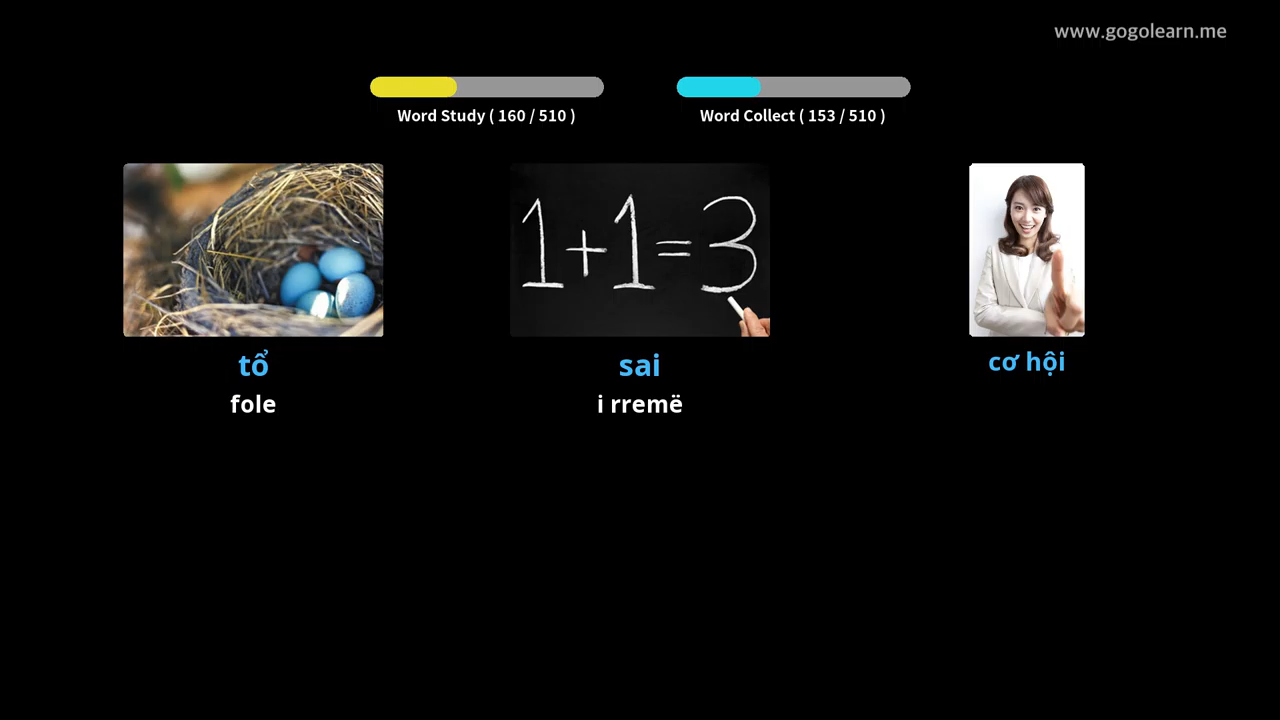 www.gogolearn.me
Word Study ( 160 / 510 )
Word Collect ( 153 / 510 )
1+1=3
tổ
sai
cơ hội
fole
i rremë